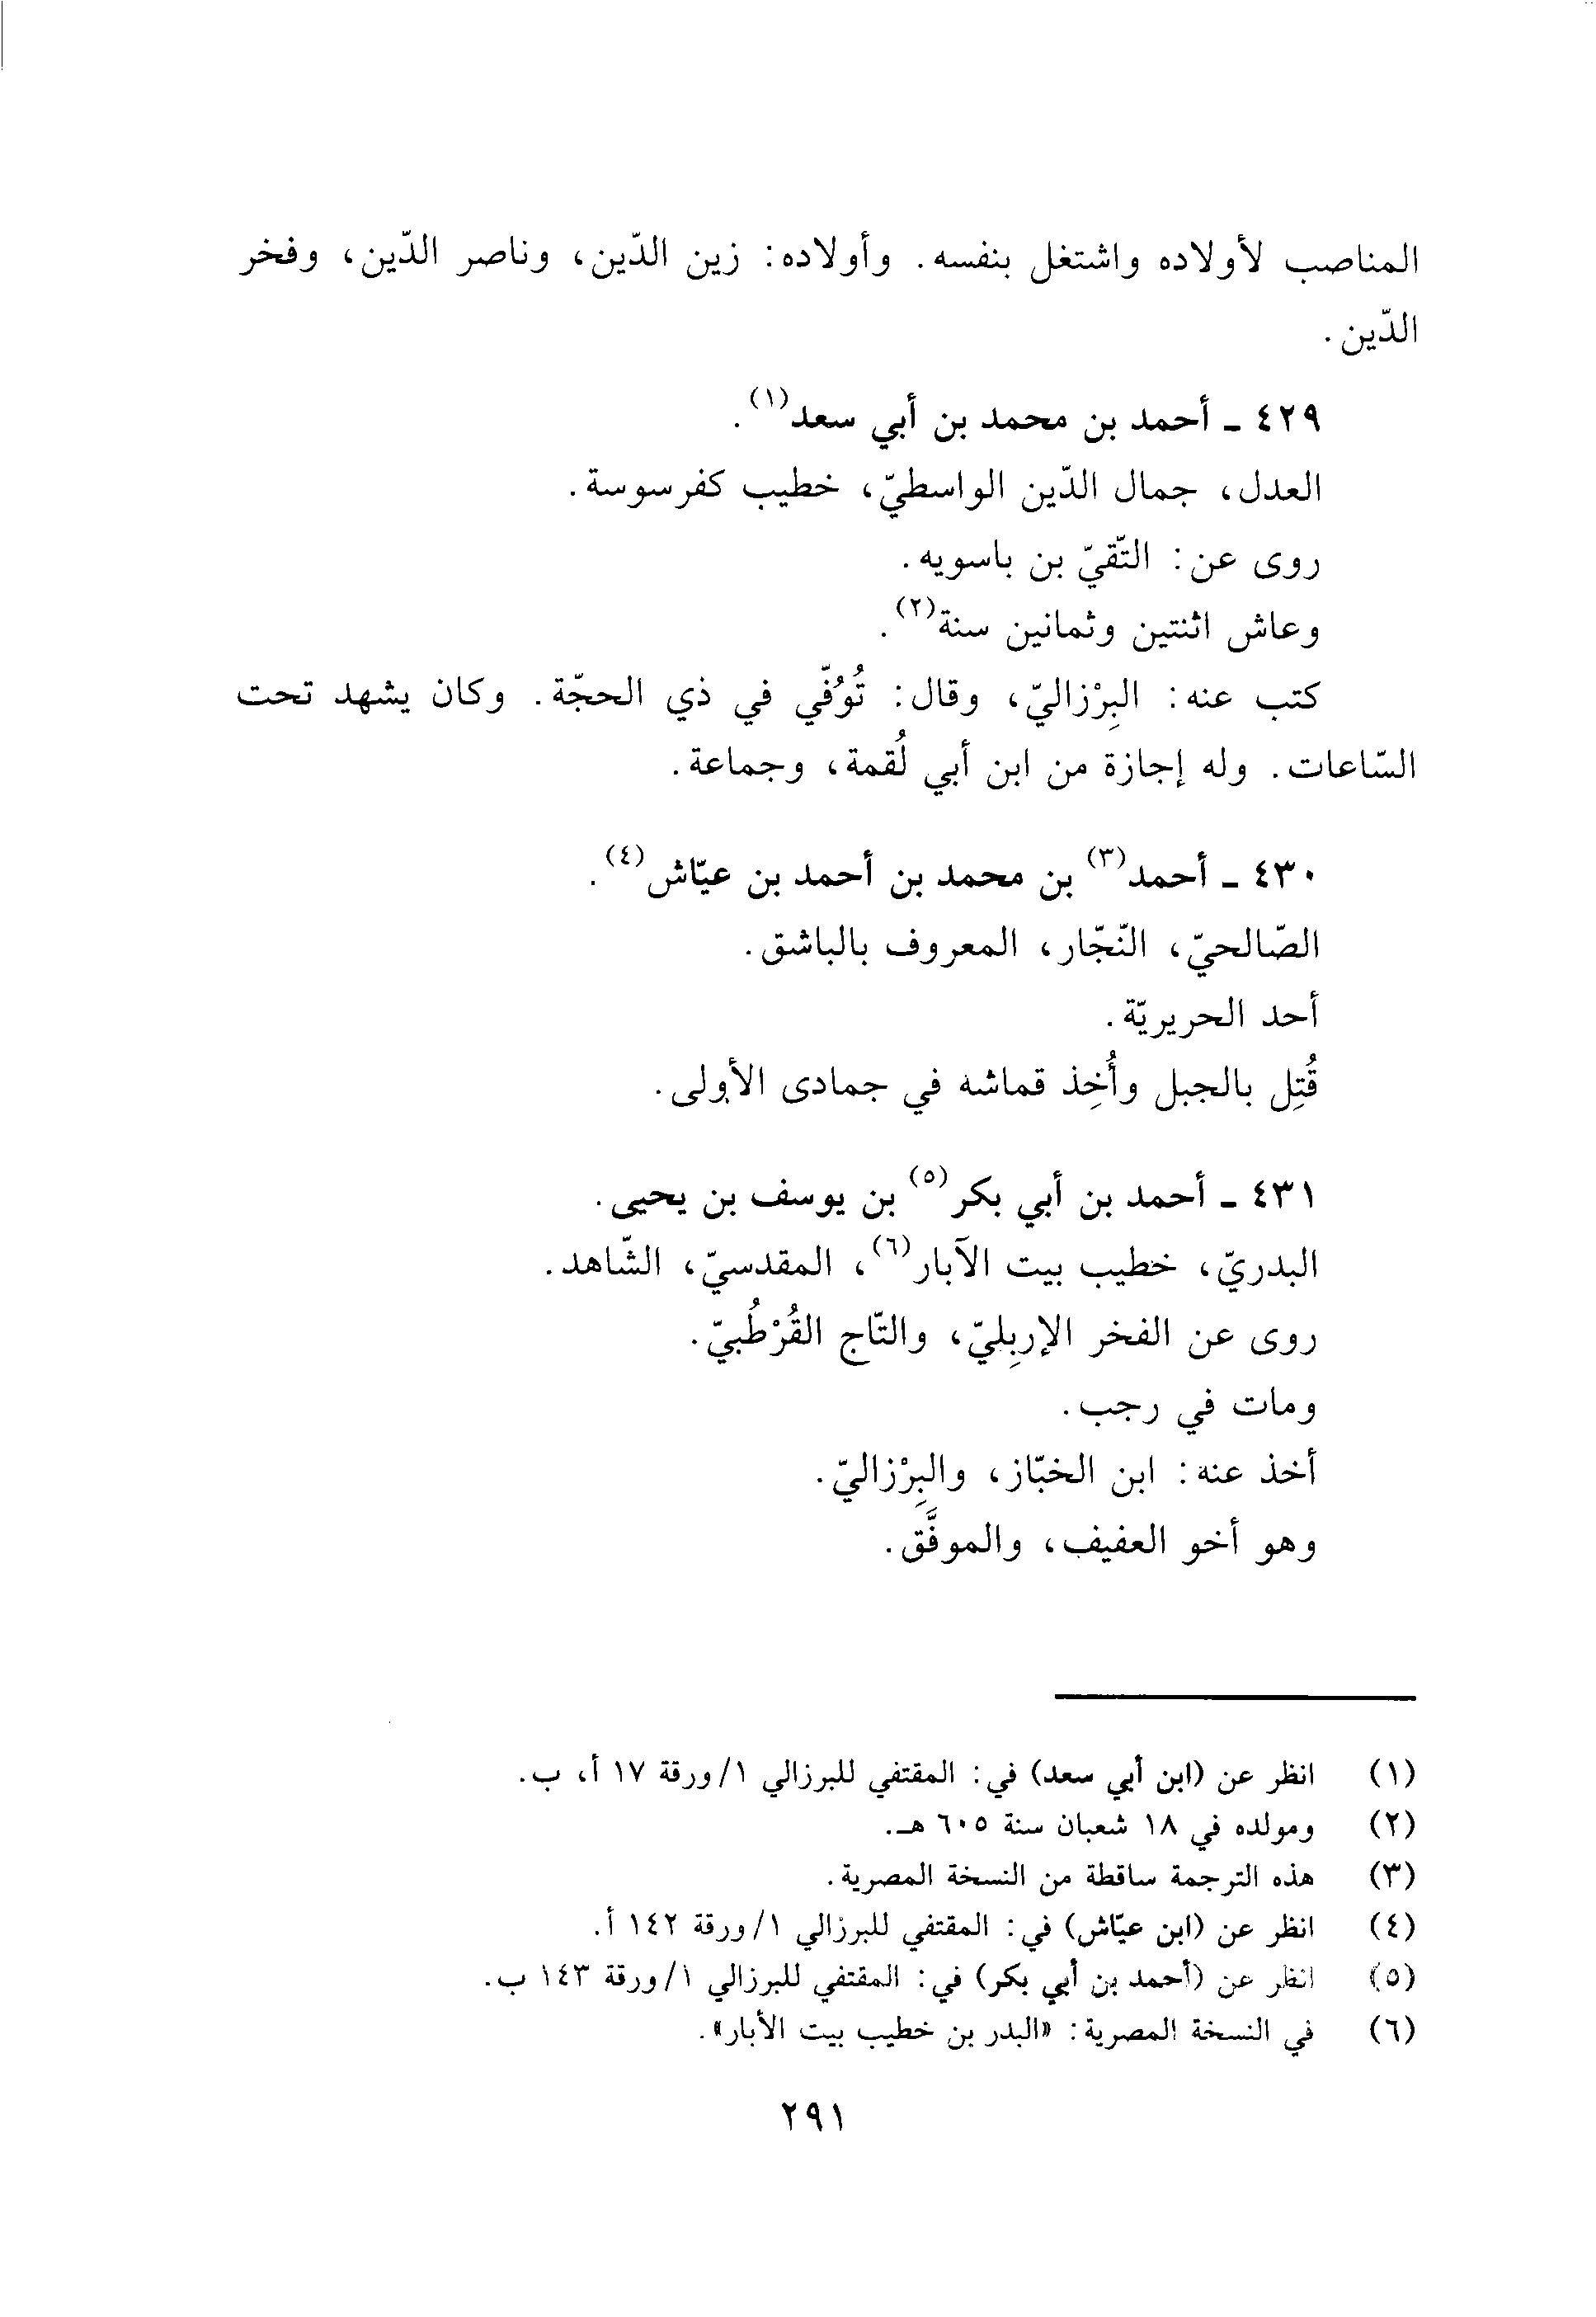 المناصب لأولاده واشتغل بنفسه. وأولاده: زين الدّين، وناصر الدّين، وفخر
الدّين.
٤٢٩ ـ أحمد بن محمد بن أبي سعد(١).
العدل، جمال الدّين الواسطيّ، خطيب كفرسوسة.
روى عن: التّقيّ بن باسويه.
وعاش اثنتين وثمانين سنة(٢).
كتب عنه: البِرْزاليّ، وقال: تُوُفّي في ذي الحجّة. وكان يشهد تحت
السّاعات. وله إجازة من ابن أبي لُقمة، وجماعة.
٤٣٠ ـ أحمد(٣) بن محمد بن أحمد بن عيّاش(٤).
الصّالحيّ، النّجّار، المعروف بالباشق.
أحد الحريريّة.
قُتِل بالجبل وأُخِذ قماشه في جمادى الأولى.
٤٣١ ـ أحمد بن أبي بكر(٥) بن يوسف بن يحيى.
البدريّ، خطيب بيت الآبار(٦)، المقدسيّ، الشّاهد.
روى عن الفخر الإربِليّ، والتّاج القُرْطُبيّ.
ومات في رجب.
أخذ عنه: ابن الخبّاز، والبِرْزاليّ.
وهو أخو العفيف، والموفَّق.
(١) انظر عن (ابن أبي سعد) في: المقتفي للبرزالي ١/ورقة ١٧ أ، ب.
(٢) ومولده في ١٨ شعبان سنة ٦٠٥ هـ.
(٣) هذه الترجمة ساقطة من النسخة المصرية.
(٤) انظر عن (ابن عيّاش) في: المقتفي للبرزالي ١/ورقة ١٤٢ أ.
(٥) انظر عن (أحمد بن أبي بكر) في: المقتفي للبرزالي ١/ورقة ١٤٣ ب.
(٦) في النسخة المصرية: «البدر بن خطيب بيت الأبار».
٢٩١